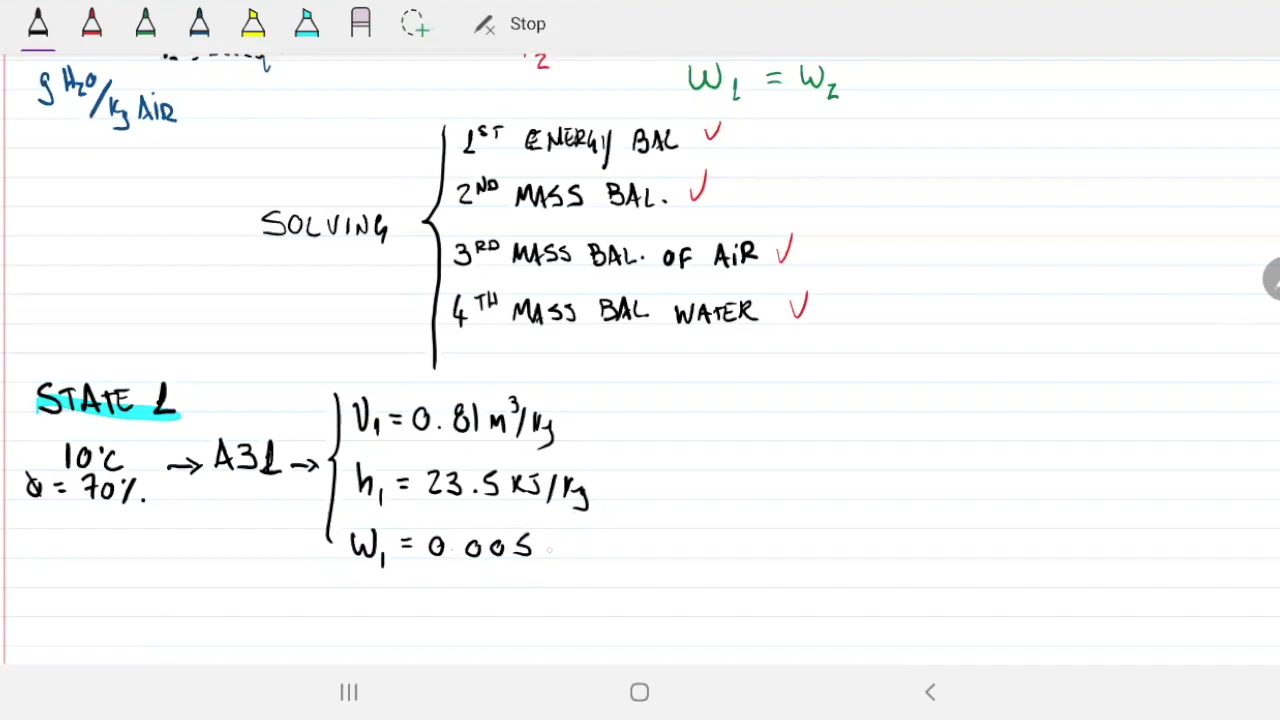 Stop
g H₂O/Kg AIR
2
W₁ = W₂
1ST ENERGY BAL ✓
2ND MASS BAL. ✓
SOLVING
3RD MASS BAL. OF AIR ✓
4TH MASS BAL WATER ✓
STATE 1
10°C → A31 →
ϕ = 70%.
V₁ = 0.81 m³/Kg
h₁ = 23.5 KJ/Kg
W₁ = 0.005